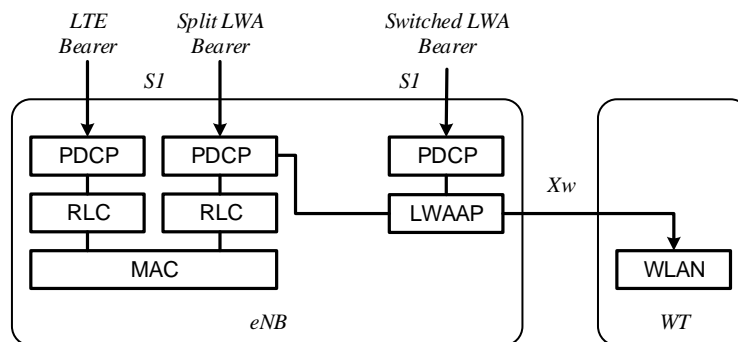 LTE Bearer
Split LWA Bearer
Switched LWA Bearer
S1
S1
PDCP
PDCP
PDCP
Xw
RLC
RLC
LWAAP
MAC
WLAN
eNB
WT